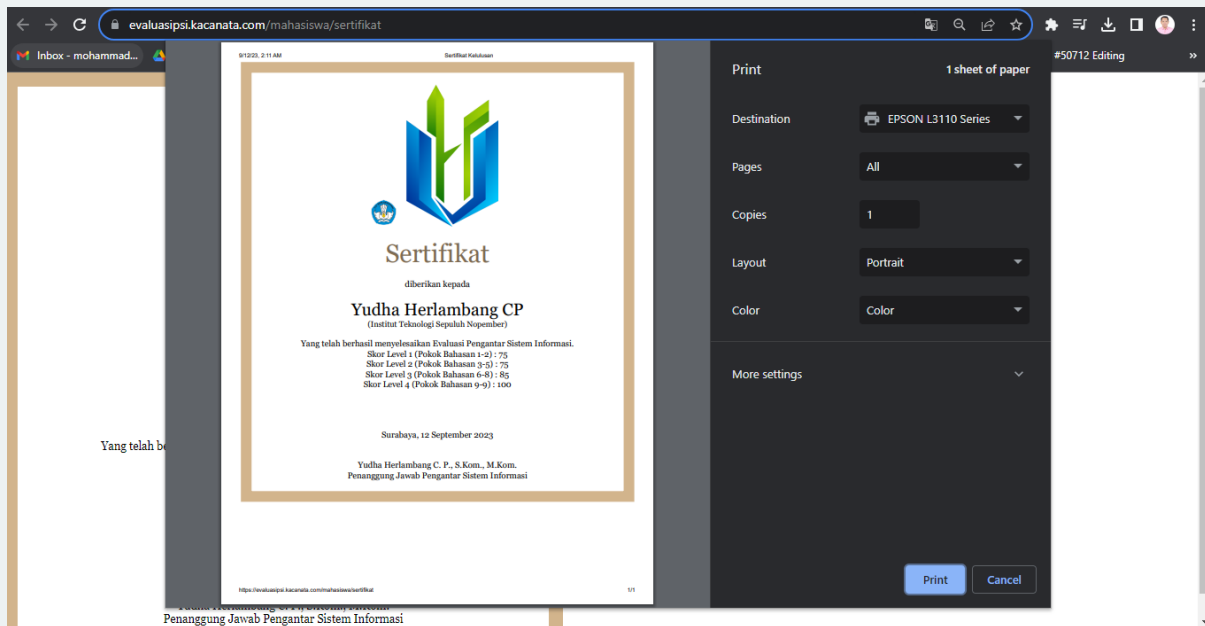 evaluasipsi.kacanata.com/mahasiswa/sertifikat
Inbox - mohammad...
#50712 Editing
»
9/12/23, 2:11 AM
Sertifikat Kelulusan
Sertifikat
diberikan kepada
Yudha Herlambang CP
(Institut Teknologi Sepuluh Nopember)
Yang telah berhasil menyelesaikan Evaluasi Pengantar Sistem Informasi.
Skor Level 1 (Pokok Bahasan 1-2) : 75
Skor Level 2 (Pokok Bahasan 3-5) : 75
Skor Level 3 (Pokok Bahasan 6-8) : 85
Skor Level 4 (Pokok Bahasan 9-9) : 100
Surabaya, 12 September 2023
Yudha Herlambang C. P., S.Kom., M.Kom.
Penanggung Jawab Pengantar Sistem Informasi
https://evaluasipsi.kacanata.com/mahasiswa/sertifikat
1/1
Print
1 sheet of paper
Destination
EPSON L3110 Series
Pages
All
Copies
1
Layout
Portrait
Color
Color
More settings
Print
Cancel
Yang telah be
Penanggung Jawab Pengantar Sistem Informasi